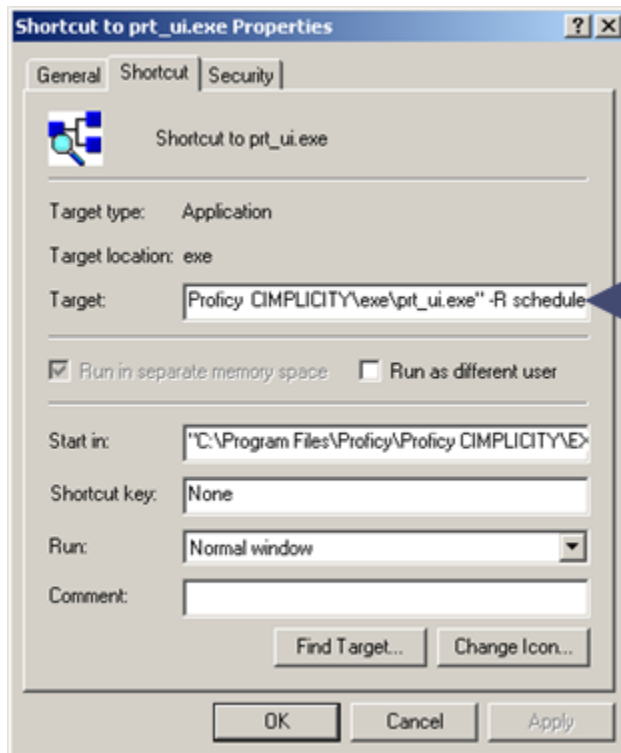 Shortcut to prt_ui.exe Properties
General Shortcut Security
Shortcut to prt_ui.exe
Target type: Application
Target location: exe
Target: Proficy CIMPLICITY\exe\prt_ui.exe" -R schedule
Run in separate memory space Run as different user
Start in: "C:\Program Files\Proficy\Proficy CIMPLICITY\EX
Shortcut key: None
Run: Normal window
Comment:
Find Target... Change Icon...
OK Cancel Apply